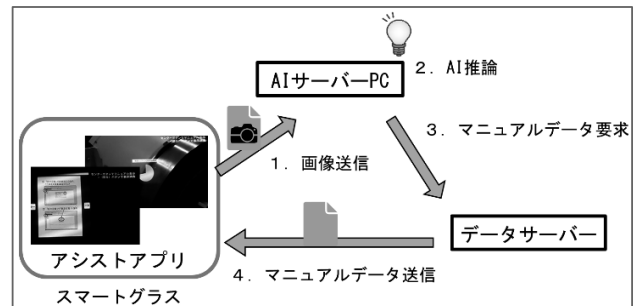 AIサーバーPC
2. AI推論
3. マニュアルデータ要求
1. 画像送信
データサーバー
アシストアプリ
4. マニュアルデータ送信
スマートグラス